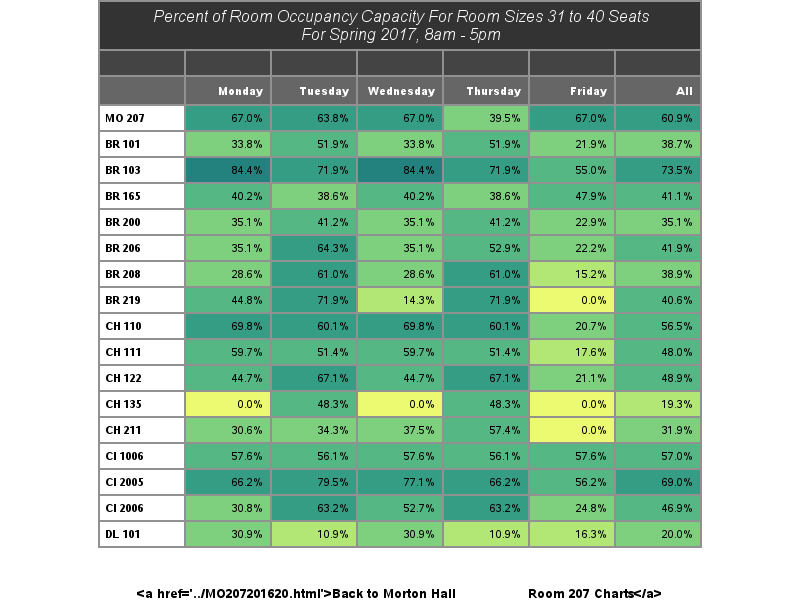 Percent of Room Occupancy Capacity For Room Sizes 31 to 40 Seats
For Spring 2017, 8am - 5pm
Monday Tuesday Wednesday Thursday Friday All
MO 207 67.0% 63.8% 67.0% 39.5% 67.0% 60.9%
BR 101 33.8% 51.9% 33.8% 51.9% 21.9% 38.7%
BR 103 84.4% 71.9% 84.4% 71.9% 55.0% 73.5%
BR 165 40.2% 38.6% 40.2% 38.6% 47.9% 41.1%
BR 200 35.1% 41.2% 35.1% 41.2% 22.9% 35.1%
BR 206 35.1% 64.3% 35.1% 52.9% 22.2% 41.9%
BR 208 28.6% 61.0% 28.6% 61.0% 15.2% 38.9%
BR 219 44.8% 71.9% 14.3% 71.9% 0.0% 40.6%
CH 110 69.8% 60.1% 69.8% 60.1% 20.7% 56.5%
CH 111 59.7% 51.4% 59.7% 51.4% 17.6% 48.0%
CH 122 44.7% 67.1% 44.7% 67.1% 21.1% 48.9%
CH 135 0.0% 48.3% 0.0% 48.3% 0.0% 19.3%
CH 211 30.6% 34.3% 37.5% 57.4% 0.0% 31.9%
CI 1006 57.6% 56.1% 57.6% 56.1% 57.6% 57.0%
CI 2005 66.2% 79.5% 77.1% 66.2% 56.2% 69.0%
CI 2006 30.8% 63.2% 52.7% 63.2% 24.8% 46.9%
DL 101 30.9% 10.9% 30.9% 10.9% 16.3% 20.0%
<a href='../MO207201620.html'>Back to Morton Hall Room 207 Charts</a>